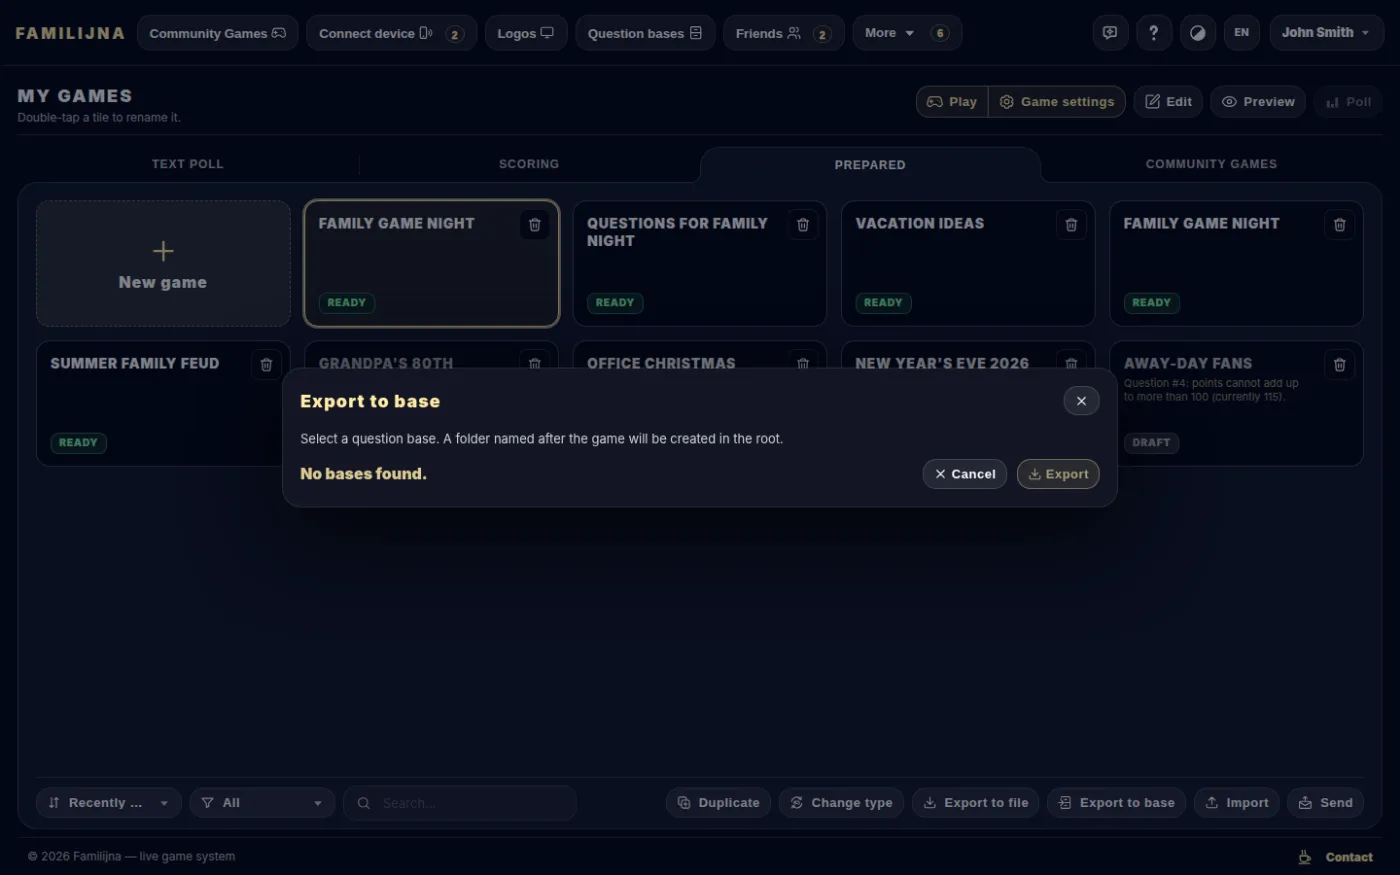 FAMILIJNA
Community Games
Connect device 2
Logos
Question bases
Friends 2
More 6
EN
John Smith
MY GAMES
Double-tap a tile to rename it.
Play
Game settings
Edit
Preview
Poll
TEXT POLL
SCORING
PREPARED
COMMUNITY GAMES
New game
FAMILY GAME NIGHT
READY
QUESTIONS FOR FAMILY
NIGHT
READY
VACATION IDEAS
READY
FAMILY GAME NIGHT
READY
SUMMER FAMILY FEUD
READY
GRANDPA'S 80TH
OFFICE CHRISTMAS
NEW YEAR'S EVE 2026
AWAY-DAY FANS
Question #4: points cannot add up
to more than 100 (currently 115).
DRAFT
Export to base
Select a question base. A folder named after the game will be created in the root.
No bases found.
Cancel
Export
Recently ...
All
Search...
Duplicate
Change type
Export to file
Export to base
Import
Send
© 2026 Familijna — live game system
Contact